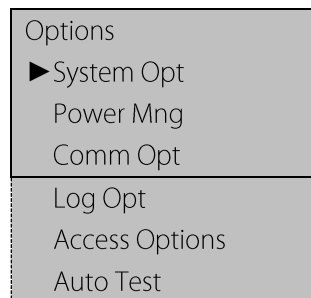 Options
►System Opt
Power Mng
Comm Opt
Log Opt
Access Options
Auto Test